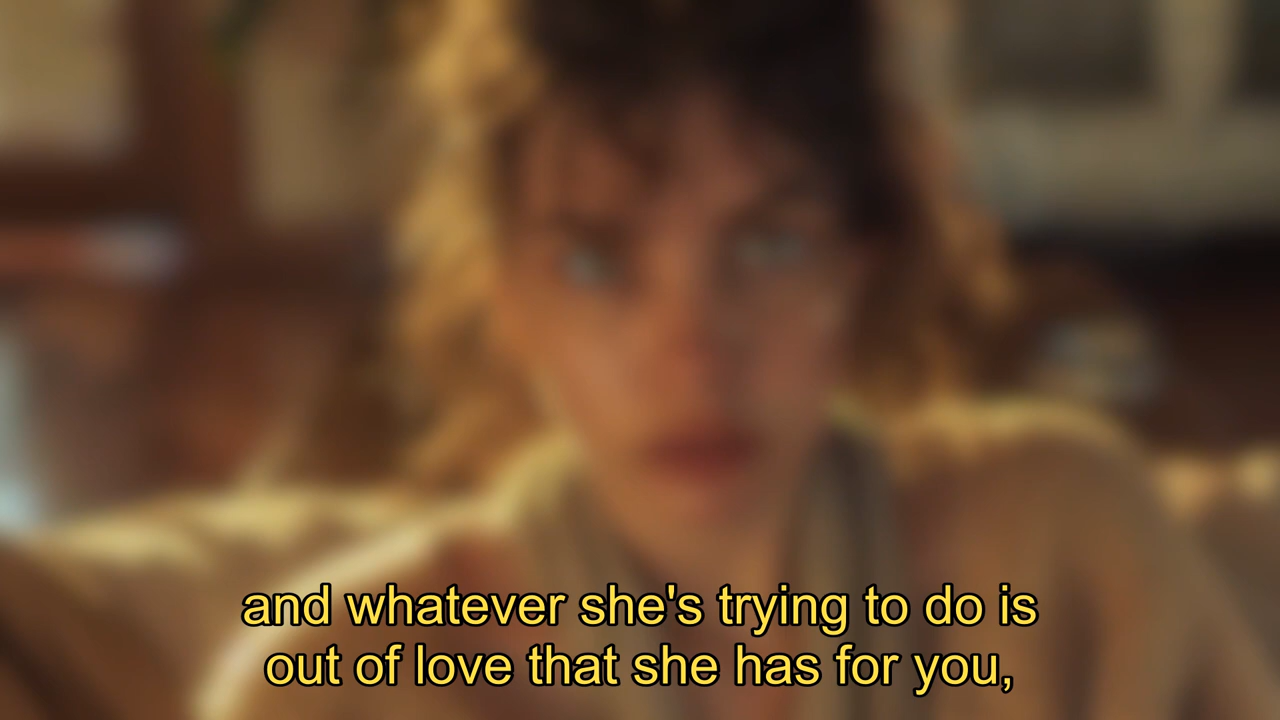 and whatever she's trying to do is
out of love that she has for you,